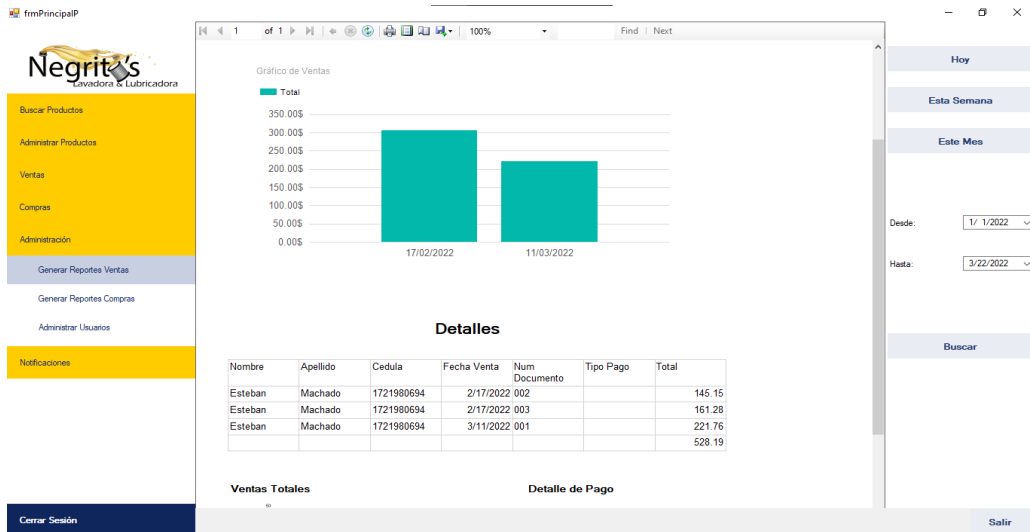 frmPrincipalP
1 of 1 100% Find | Next
Negrito's
Lavadora & Lubricadora
Buscar Productos
Administrar Productos
Ventas
Compras
Administración
Generar Reportes Ventas
Generar Reportes Compras
Administrar Usuarios
Notificaciones
Cerrar Sesión
Gráfico de Ventas
Total
350.00$
300.00$
250.00$
200.00$
150.00$
100.00$
50.00$
0.00$
17/02/2022 11/03/2022
Detalles
Nombre Apellido Cedula Fecha Venta Num Documento Tipo Pago Total
Esteban Machado 1721980694 2/17/2022 002 145.15
Esteban Machado 1721980694 2/17/2022 003 161.28
Esteban Machado 1721980694 3/11/2022 001 221.76
528.19
Ventas Totales Detalle de Pago
Hoy
Esta Semana
Este Mes
Desde: 1/ 1/2022
Hasta: 3/22/2022
Buscar
Salir